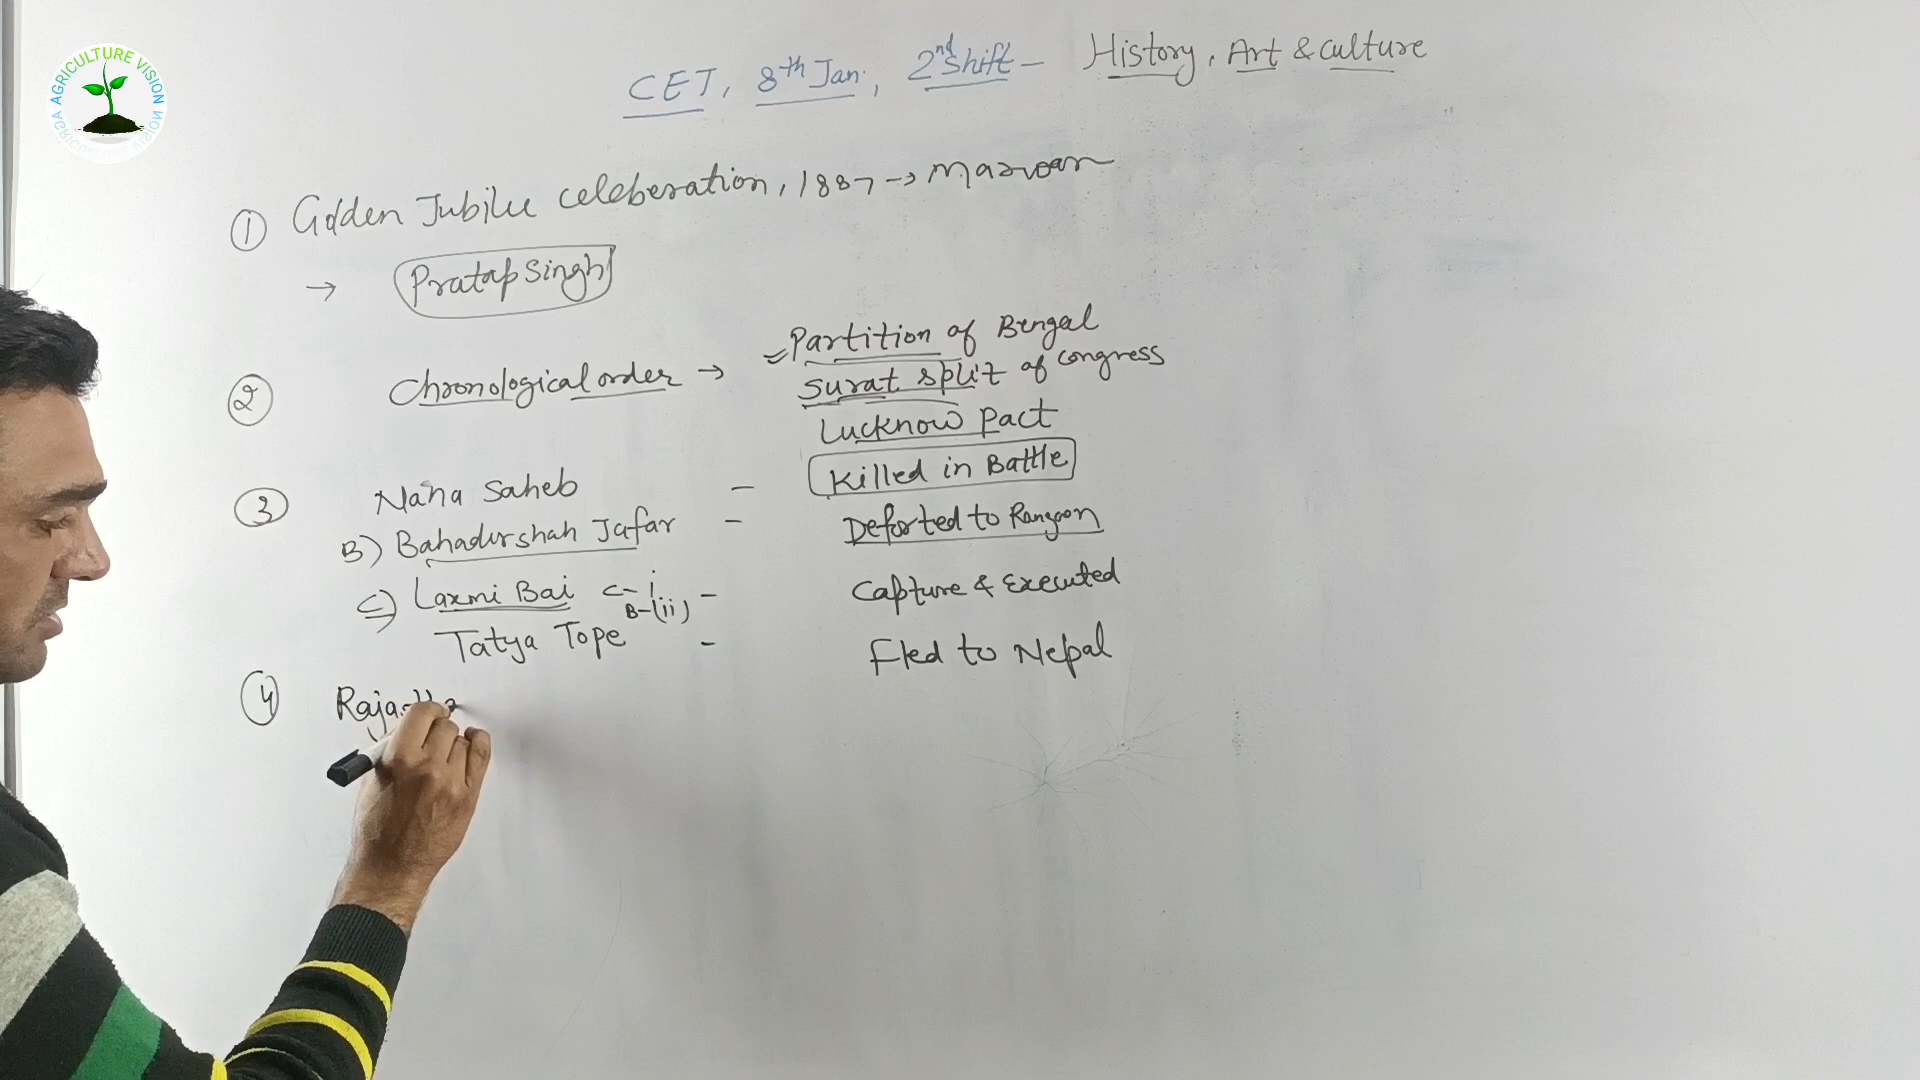 AGRICULTURE VISION
CET, 8th Jan., 2nd Shift - History, Art & Culture
① Golden Jubilee celeberation, 1887 → Marwar
→ Pratap Singh
② Chronological order → Partition of Bengal
Surat split of congress
Lucknow Pact
③ Nana Saheb - Killed in Battle
B) Bahadurshah Jafar - Deported to Rangoon
C) Laxmi Bai C-i - Capture & Executed
B-(ii)
Tatya Tope - Fled to Nepal
④ Rajastha